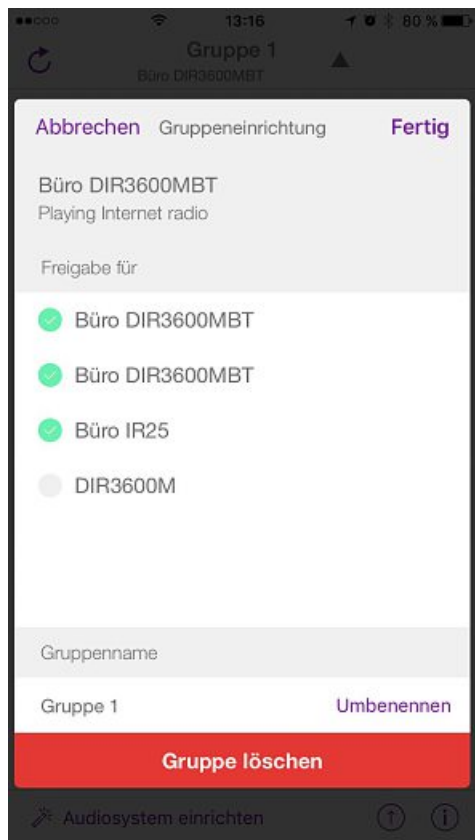 13:16 80 %
Gruppe 1
Büro DIR3600MBT
Abbrechen Gruppeneinrichtung Fertig
Büro DIR3600MBT
Playing Internet radio
Freigabe für
Büro DIR3600MBT
Büro DIR3600MBT
Büro IR25
DIR3600M
Gruppenname
Gruppe 1 Umbenennen
Gruppe löschen
Audiosystem einrichten